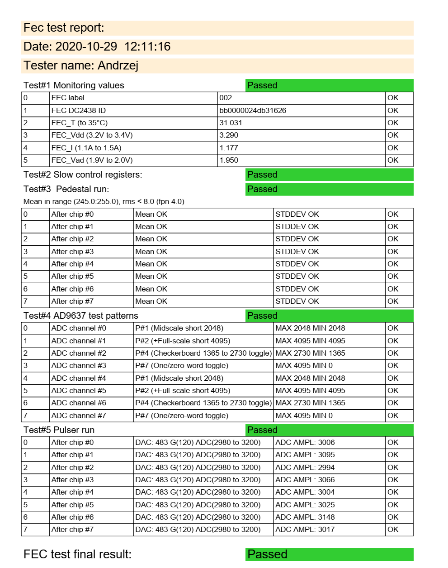 Fec test report:
Date: 2020-10-29 12:11:16
Tester name: Andrzej
Test#1 Monitoring values Passed
0 FEC label 002 OK
1 FEC DC2438 ID bb0000024db31626 OK
2 FEC_T (to 35°C) 31.031 OK
3 FEC_Vdd (3.2V to 3.4V) 3.290 OK
4 FEC_I (1.1A to 1.5A) 1.177 OK
5 FEC_Vad (1.9V to 2.0V) 1.950 OK
Test#2 Slow control registers: Passed
Test#3 Pedestal run: Passed
Mean in range (245.0:255.0), rms < 8.0 (fpn 4.0)
0 After chip #0 Mean OK STDDEV OK OK
1 After chip #1 Mean OK STDDEV OK OK
2 After chip #2 Mean OK STDDEV OK OK
3 After chip #3 Mean OK STDDEV OK OK
4 After chip #4 Mean OK STDDEV OK OK
5 After chip #5 Mean OK STDDEV OK OK
6 After chip #6 Mean OK STDDEV OK OK
7 After chip #7 Mean OK STDDEV OK OK
Test#4 AD9637 test patterns Passed
0 ADC channel #0 P#1 (Midscale short 2048) MAX 2048 MIN 2048 OK
1 ADC channel #1 P#2 (+Full-scale short 4095) MAX 4095 MIN 4095 OK
2 ADC channel #2 P#4 (Checkerboard 1365 to 2730 toggle) MAX 2730 MIN 1365 OK
3 ADC channel #3 P#7 (One/zero-word toggle) MAX 4095 MIN 0 OK
4 ADC channel #4 P#1 (Midscale short 2048) MAX 2048 MIN 2048 OK
5 ADC channel #5 P#2 (+Full-scale short 4095) MAX 4095 MIN 4095 OK
6 ADC channel #6 P#4 (Checkerboard 1365 to 2730 toggle) MAX 2730 MIN 1365 OK
7 ADC channel #7 P#7 (One/zero-word toggle) MAX 4095 MIN 0 OK
Test#5 Pulser run Passed
0 After chip #0 DAC: 483 G(120) ADC(2980 to 3200) ADC AMPL: 3006 OK
1 After chip #1 DAC: 483 G(120) ADC(2980 to 3200) ADC AMPL: 3095 OK
2 After chip #2 DAC: 483 G(120) ADC(2980 to 3200) ADC AMPL: 2994 OK
3 After chip #3 DAC: 483 G(120) ADC(2980 to 3200) ADC AMPL: 3066 OK
4 After chip #4 DAC: 483 G(120) ADC(2980 to 3200) ADC AMPL: 3004 OK
5 After chip #5 DAC: 483 G(120) ADC(2980 to 3200) ADC AMPL: 3025 OK
6 After chip #6 DAC: 483 G(120) ADC(2980 to 3200) ADC AMPL: 3148 OK
7 After chip #7 DAC: 483 G(120) ADC(2980 to 3200) ADC AMPL: 3017 OK
FEC test final result: Passed